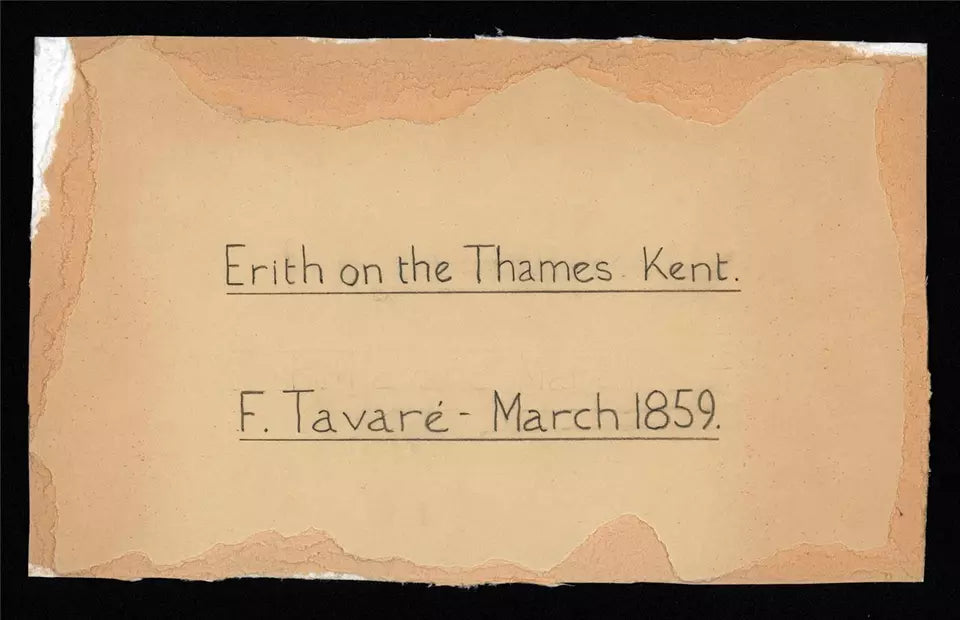 Erith on the Thames Kent.
F. Tavaré - March 1859.